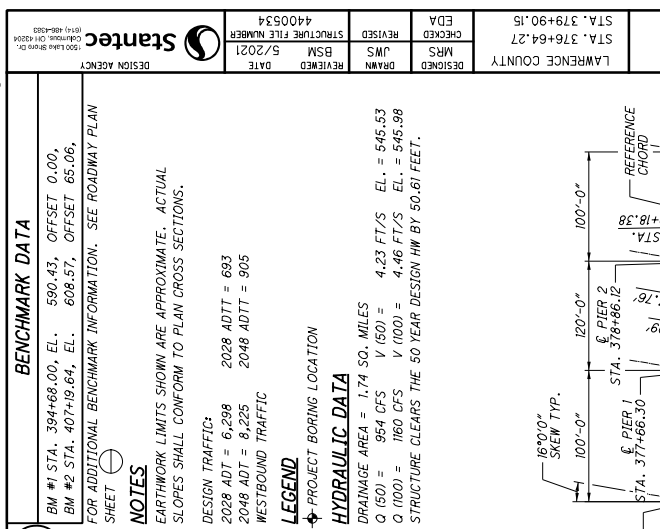 BENCHMARK DATA
BM #1 STA. 394+68.00, EL. 590.43, OFFSET 0.00,
BM #2 STA. 407+19.64, EL. 608.57, OFFSET 65.06,
FOR ADDITIONAL BENCHMARK INFORMATION. SEE ROADWAY PLAN
SHEET
NOTES
EARTHWORK LIMITS SHOWN ARE APPROXIMATE. ACTUAL
SLOPES SHALL CONFORM TO PLAN CROSS SECTIONS.
DESIGN TRAFFIC:
2028 ADT = 6,298 2028 ADTT = 693
2048 ADT = 8,225 2048 ADTT = 905
WESTBOUND TRAFFIC
LEGEND
PROJECT BORING LOCATION
HYDRAULIC DATA
DRAINAGE AREA = 1.74 SQ. MILES
Q (50) = 954 CFS V (50) = 4.23 FT/S EL. = 545.53
Q (100) = 1160 CFS V (100) = 4.46 FT/S EL. = 545.98
STRUCTURE CLEARS THE 50 YEAR DESIGN HW BY 50.61 FEET.
16°0'0"
SKEW TYP.
100'-0" 120'-0" 100'-0"
℄ PIER 1
STA. 377+66.30
℄ PIER 2
STA. 378+86.12
REFERENCE
CHORD
STA.
+18.38
.76'
DESIGN AGENCY
Stantec
1500 Lake Shore Dr.
Columbus, OH 43204
(614) 486-4383
DESIGNED
MRS
CHECKED
EDA
DRAWN
JWS
REVISED
REVIEWED
BSM
DATE
5/2021
STRUCTURE FILE NUMBER
4400534
LAWRENCE COUNTY
STA. 376+64.27
STA. 379+90.15